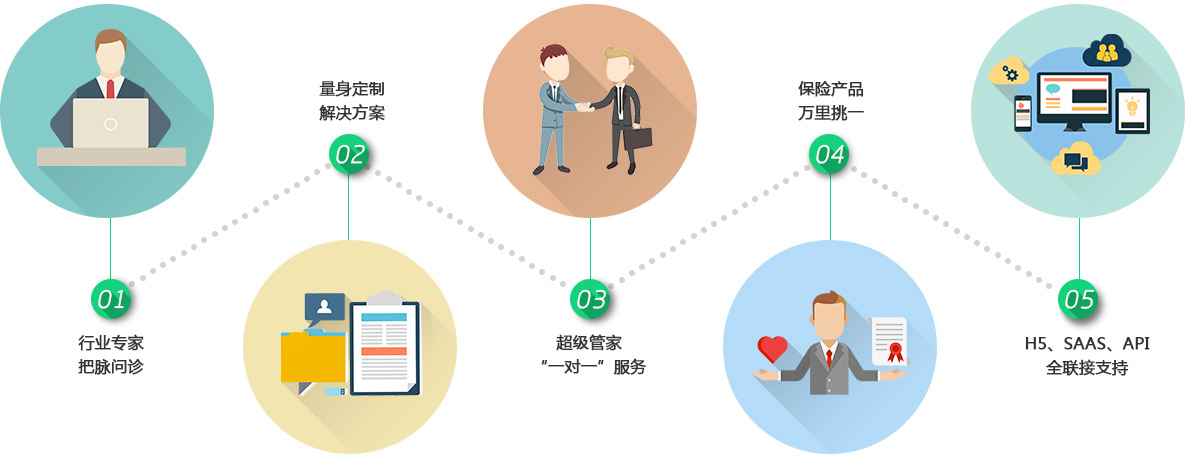 01
行业专家
把脉问诊
量身定制
解决方案
02
03
超级管家
“一对一”服务
保险产品
万里挑一
04
05
H5、SAAS、API
全联接支持